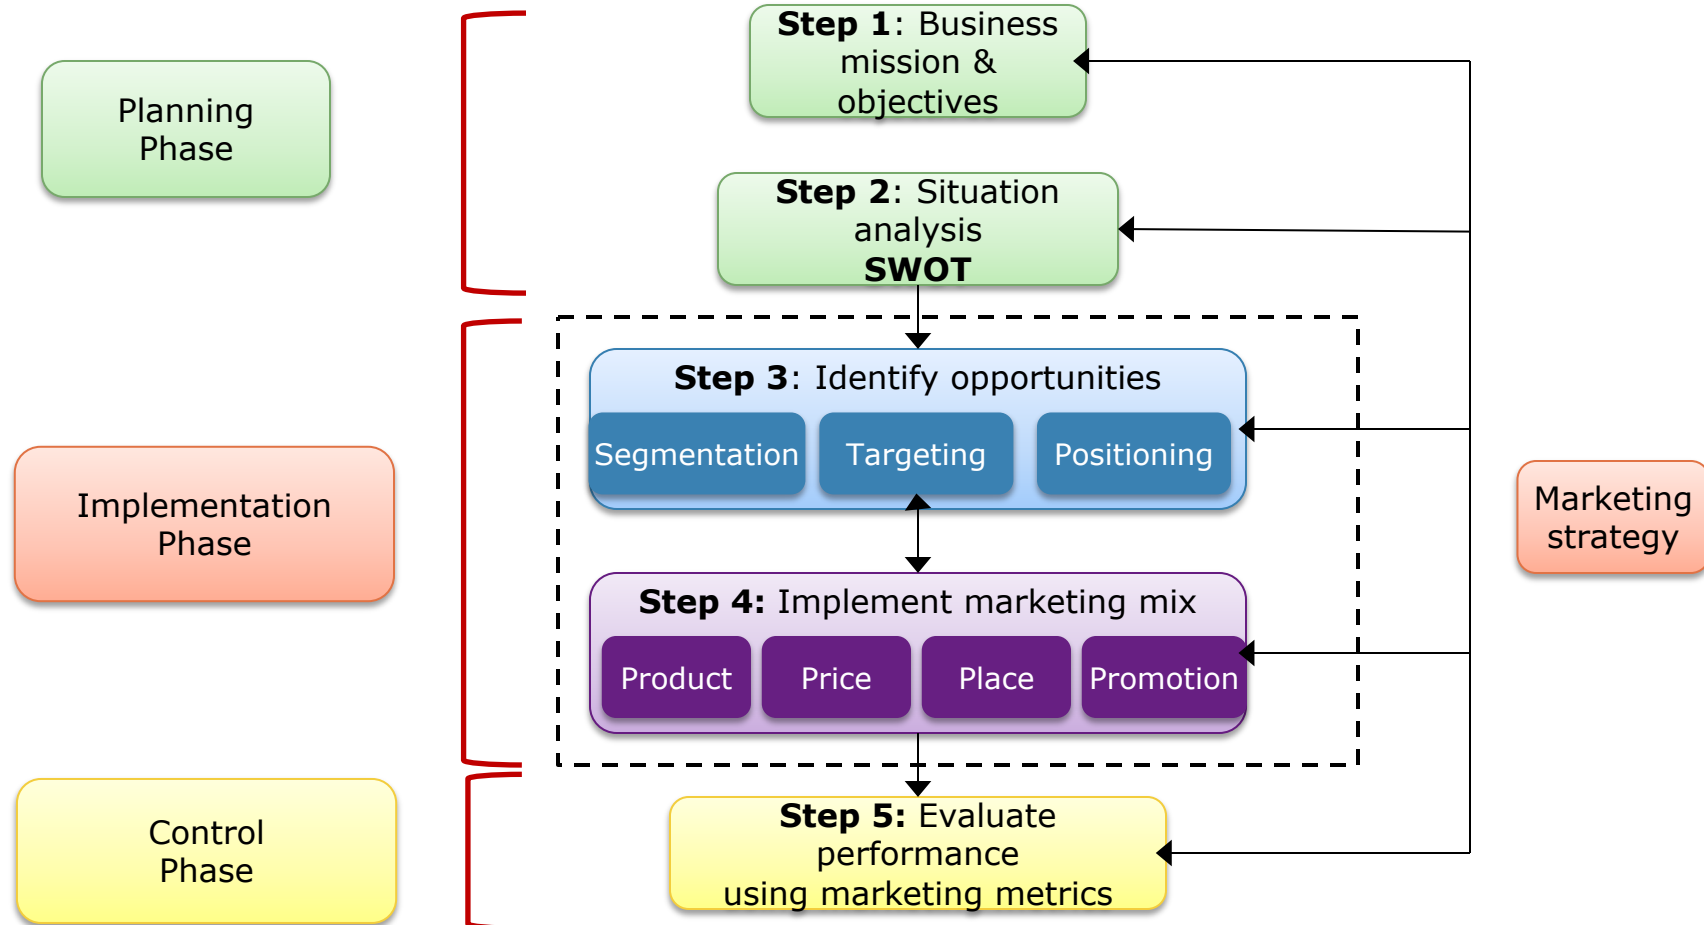 Planning
Phase
Step 1: Business
mission &
objectives
Step 2: Situation
analysis
SWOT
Implementation
Phase
Step 3: Identify opportunities
Segmentation
Targeting
Positioning
Step 4: Implement marketing mix
Product
Price
Place
Promotion
Marketing
strategy
Control
Phase
Step 5: Evaluate
performance
using marketing metrics